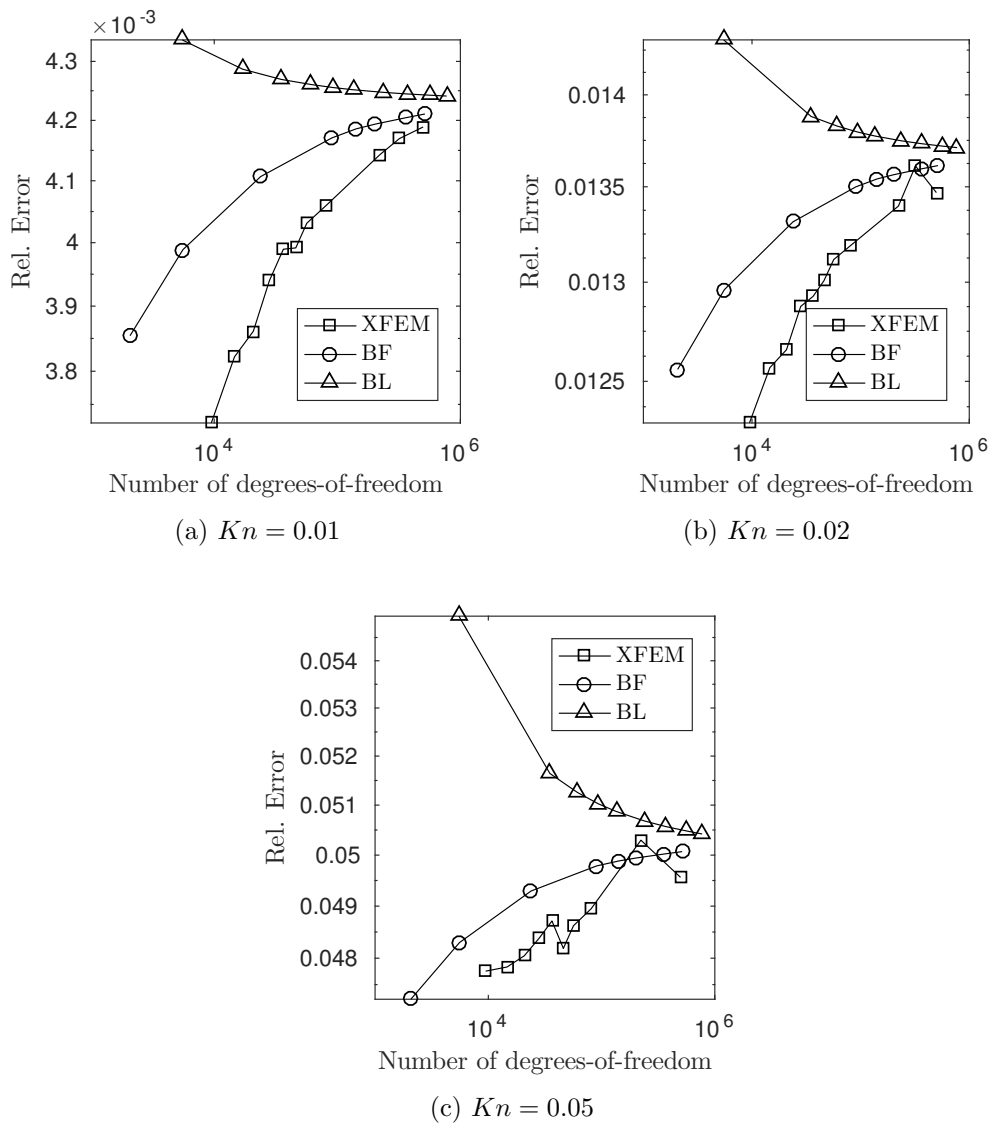 ×10⁻³
4.3
4.2
4.1
4
3.9
3.8
Rel. Error
XFEM
BF
BL
10⁴
10⁶
Number of degrees-of-freedom
(a) Kn = 0.01
0.014
0.0135
0.013
0.0125
Rel. Error
XFEM
BF
BL
10⁴
10⁶
Number of degrees-of-freedom
(b) Kn = 0.02
0.054
0.053
0.052
0.051
0.05
0.049
0.048
Rel. Error
XFEM
BF
BL
10⁴
10⁶
Number of degrees-of-freedom
(c) Kn = 0.05